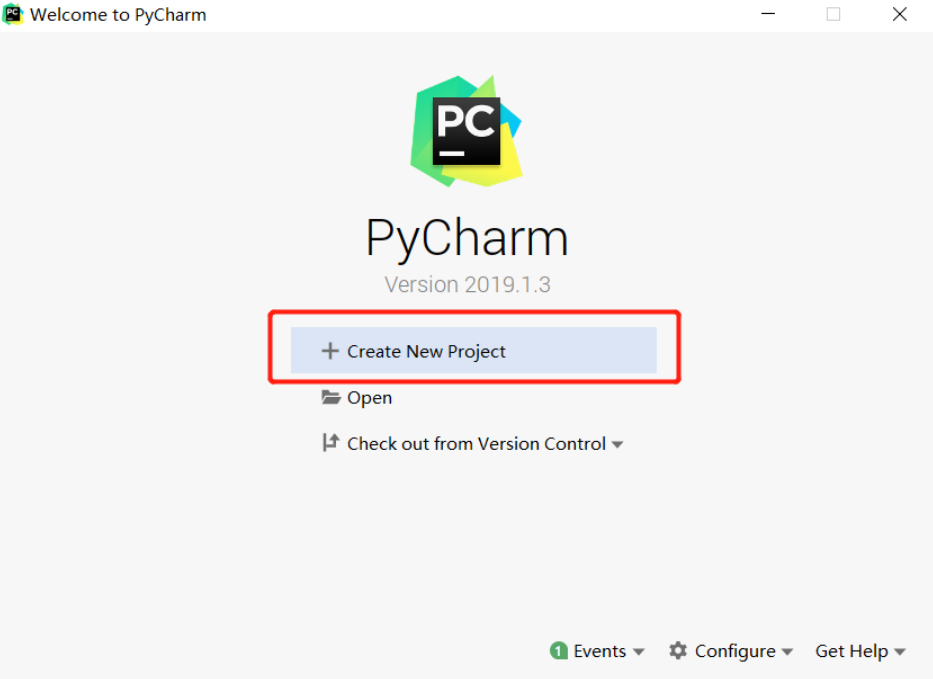 Welcome to PyCharm
PC
PyCharm
Version 2019.1.3
Create New Project
Open
Check out from Version Control
1 Events Configure Get Help